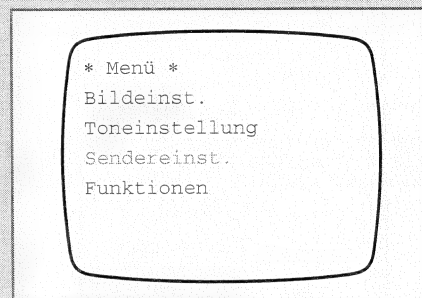 * Menü *
Bildeinst.
Toneinstellung
Sendereinst.
Funktionen